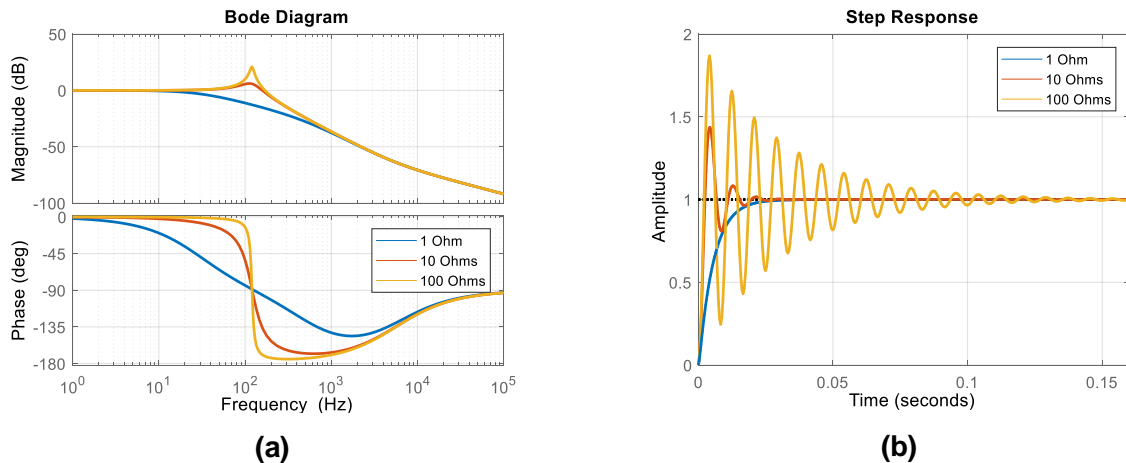 Bode Diagram
Magnitude (dB)
50
0
-50
-100
Phase (deg)
0
-45
-90
-135
-180
1 Ohm
10 Ohms
100 Ohms
10^0 10^1 10^2 10^3 10^4 10^5
Frequency (Hz)
(a)
Step Response
Amplitude
2
1.5
1
0.5
0
1 Ohm
10 Ohms
100 Ohms
0 0.05 0.1 0.15
Time (seconds)
(b)